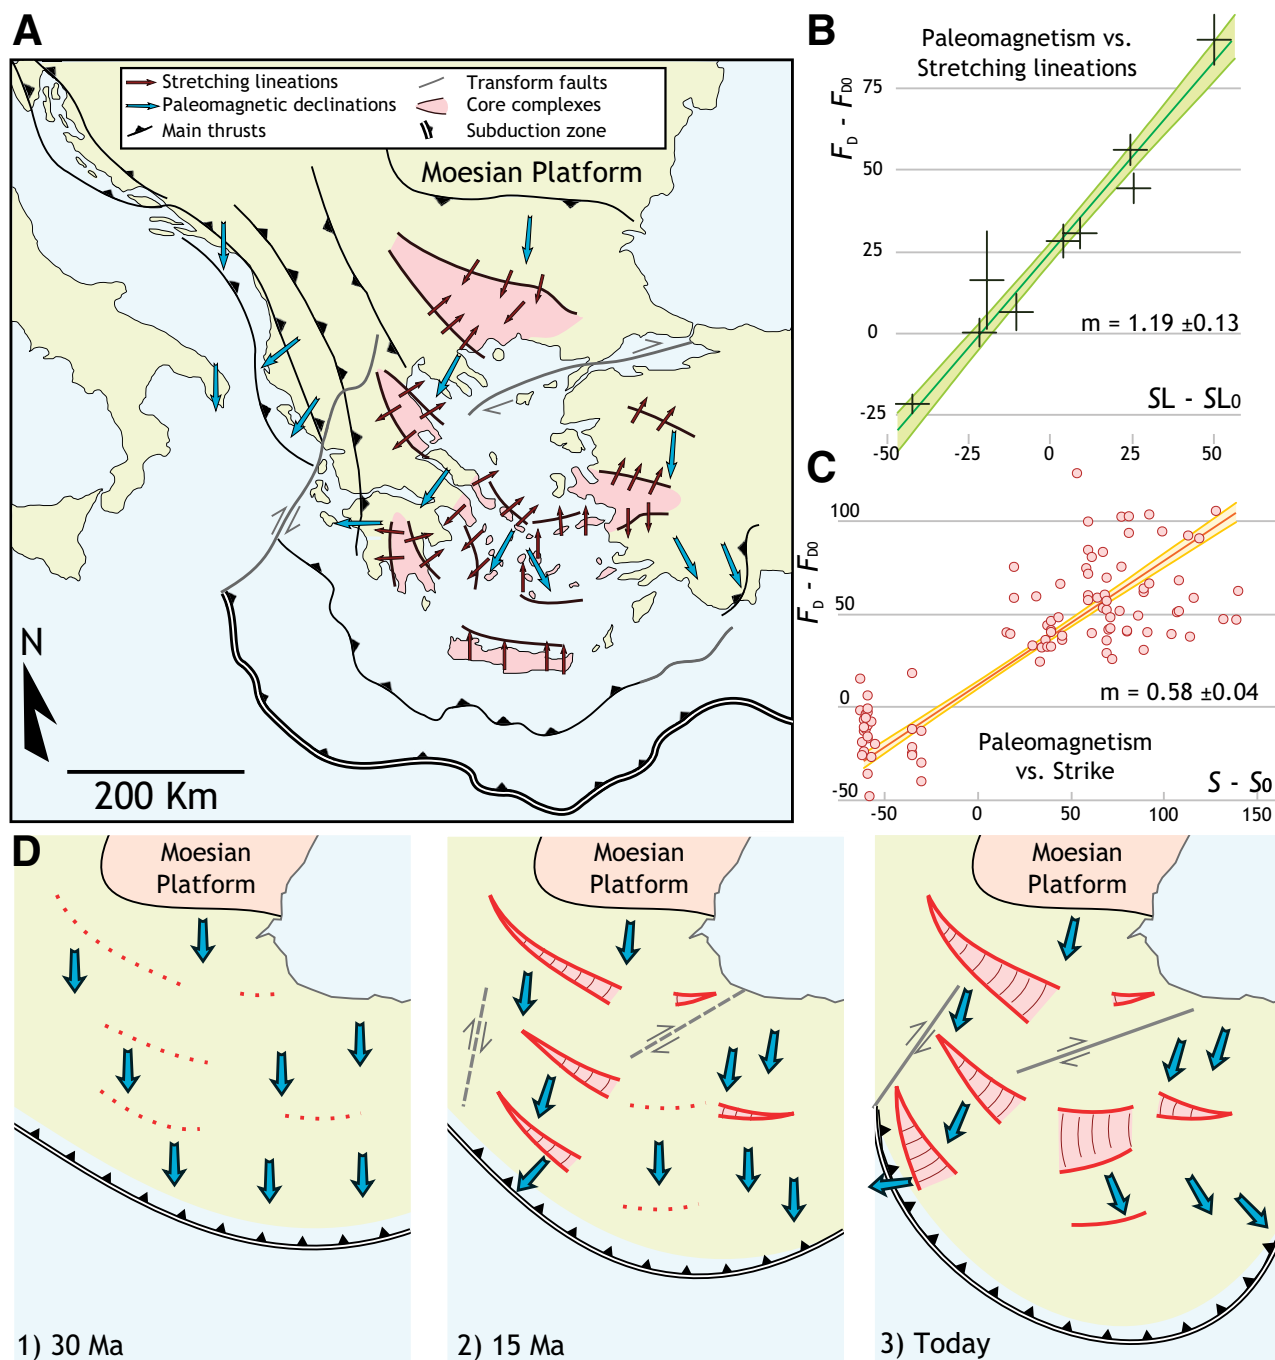 A
Stretching lineations
Paleomagnetic declinations
Main thrusts
Transform faults
Core complexes
Subduction zone
Moesian Platform
N
200 Km
B
Paleomagnetism vs.
Stretching lineations
F_D - F_D0
75
50
25
0
-25
m = 1.19 ±0.13
SL - SL0
-50
-25
0
25
50
C
F_D - F_D0
100
50
0
-50
m = 0.58 ±0.04
Paleomagnetism
vs. Strike
S - S0
-50
0
50
100
150
D
Moesian
Platform
1) 30 Ma
Moesian
Platform
2) 15 Ma
Moesian
Platform
3) Today